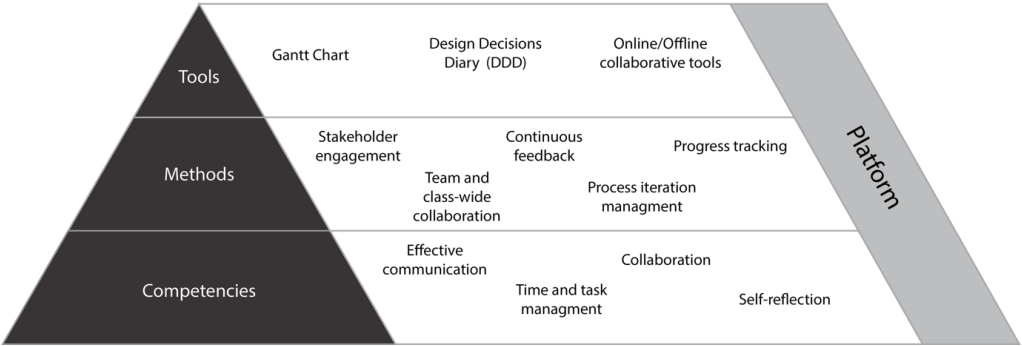 Tools
Gantt Chart
Design Decisions
Diary (DDD)
Online/Offline
collaborative tools
Methods
Stakeholder
engagement
Continuous
feedback
Progress tracking
Team and
class-wide
collaboration
Process iteration
managment
Competencies
Effective
communication
Collaboration
Time and task
managment
Self-reflection
Platform